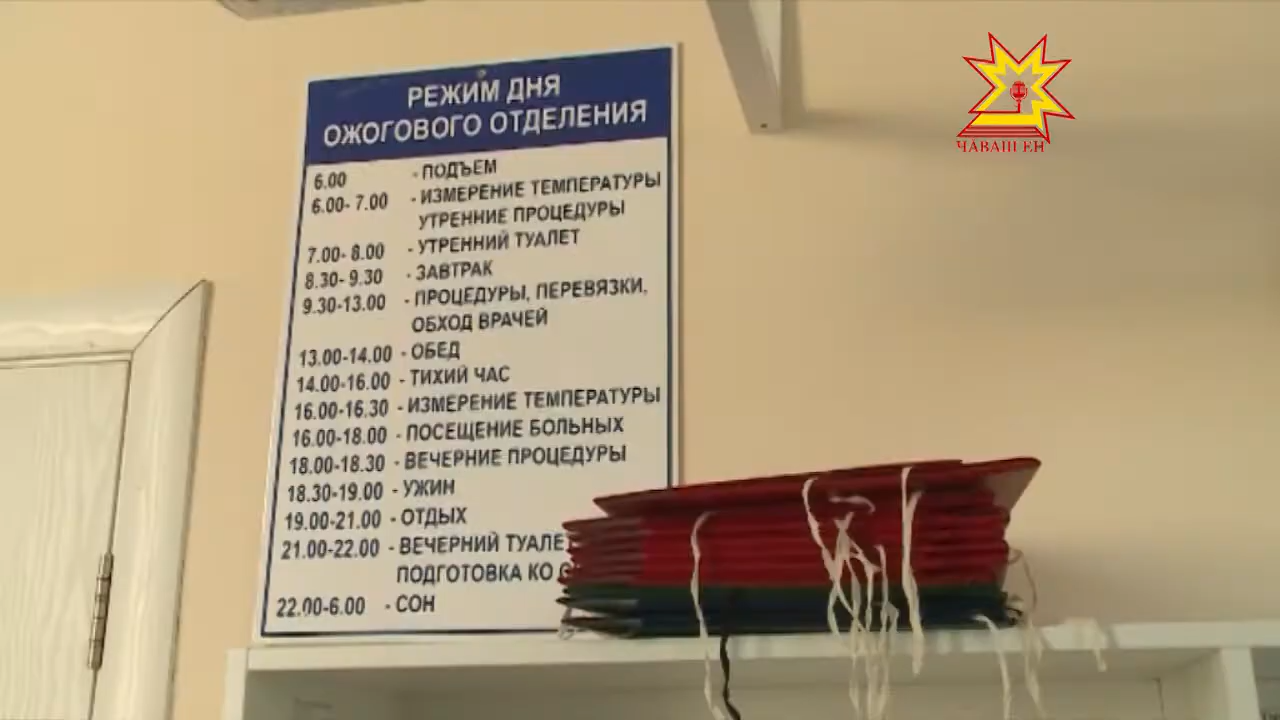 РЕЖИМ ДНЯ
ОЖОГОВОГО ОТДЕЛЕНИЯ
6.00 - ПОДЪЕМ
6.00- 7.00 - ИЗМЕРЕНИЕ ТЕМПЕРАТУРЫ
УТРЕННИЕ ПРОЦЕДУРЫ
7.00- 8.00 - УТРЕННИЙ ТУАЛЕТ
8.30- 9.30 - ЗАВТРАК
9.30-13.00 - ПРОЦЕДУРЫ, ПЕРЕВЯЗКИ,
ОБХОД ВРАЧЕЙ
13.00-14.00 - ОБЕД
14.00-16.00 - ТИХИЙ ЧАС
16.00-16.30 - ИЗМЕРЕНИЕ ТЕМПЕРАТУРЫ
16.00-18.00 - ПОСЕЩЕНИЕ БОЛЬНЫХ
18.00-18.30 - ВЕЧЕРНИЕ ПРОЦЕДУРЫ
18.30-19.00 - УЖИН
19.00-21.00 - ОТДЫХ
21.00-22.00 - ВЕЧЕРНИЙ ТУАЛЕ
ПОДГОТОВКА КО
22.00-6.00 - СОН
ЧӐВАШ ЕН